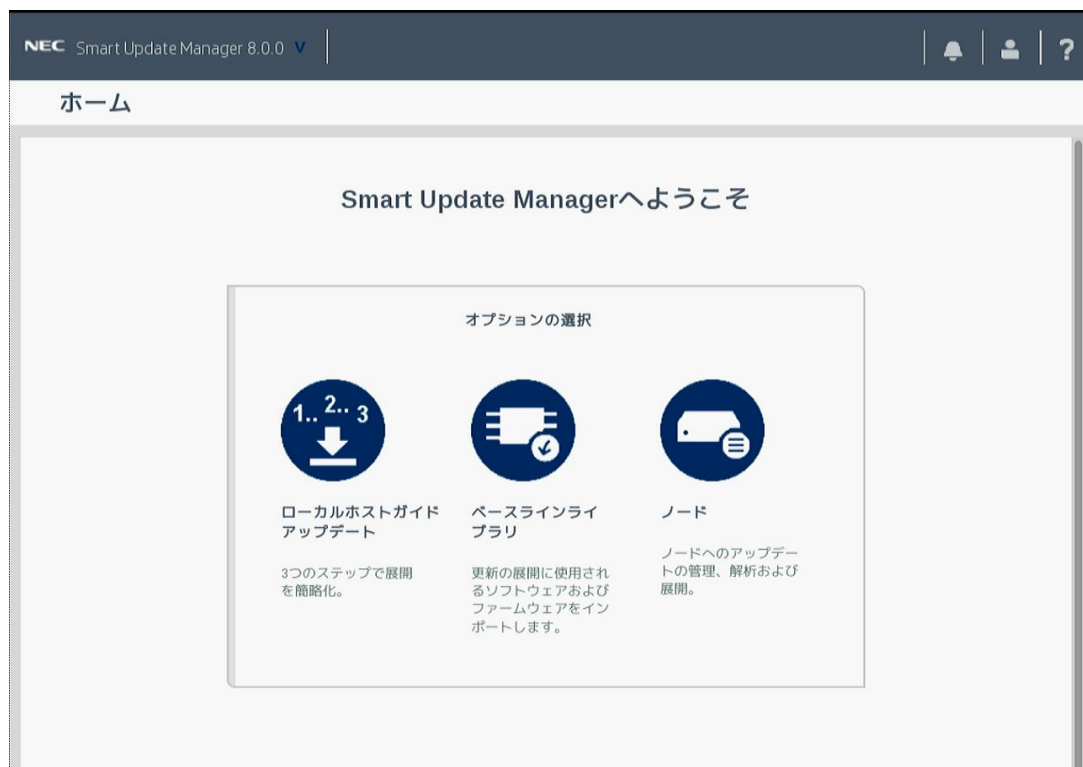 NEC Smart Update Manager 8.0.0 v
?
ホーム
Smart Update Managerへようこそ
オプションの選択
1.. 2.. 3
ローカルホストガイド
アップデート
3つのステップで展開
を簡略化。
ベースラインライ
ブラリ
更新の展開に使用され
るソフトウェアおよび
ファームウェアをイン
ポートします。
ノード
ノードへのアップデー
トの管理、解析および
展開。